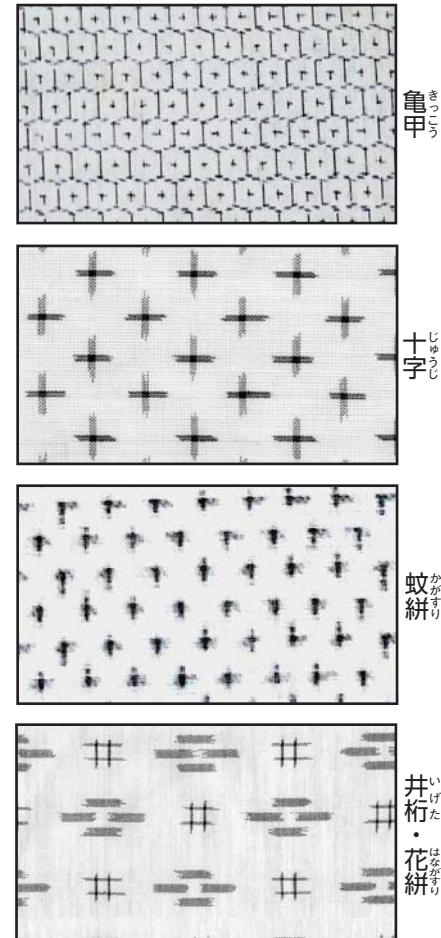 亀甲
きっこう
十字
じゅうじ
蚊絣
かがすり
井桁・花絣
いげた
はながすり